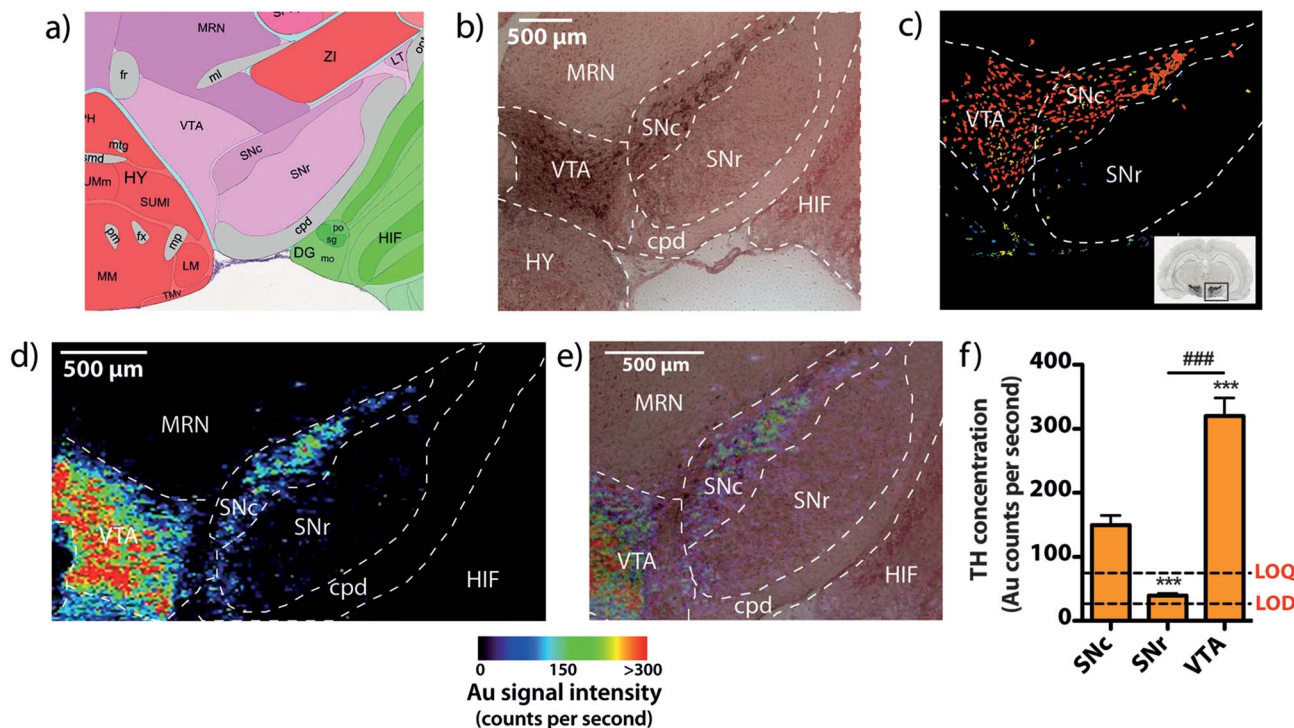 a)
MRN
SPF
ZI
fr
ml
LT
opt
VTA
SNc
SNr
PH
mtg
smd
HY
UMm
SUMl
cpd
pm
fx
mp
DG
po
sg
mo
HIF
MM
LM
TMv
b)
500 µm
MRN
SNc
SNr
VTA
HIF
cpd
HY
c)
SNc
VTA
SNr
d)
500 µm
MRN
SNc
SNr
VTA
cpd
HIF
0 150 >300
Au signal intensity
(counts per second)
e)
500 µm
MRN
SNc
SNr
VTA
HIF
cpd
f)
TH concentration
(Au counts per second)
400
300
200
100
0
###
***
***
LOQ
LOD
SNc
SNr
VTA